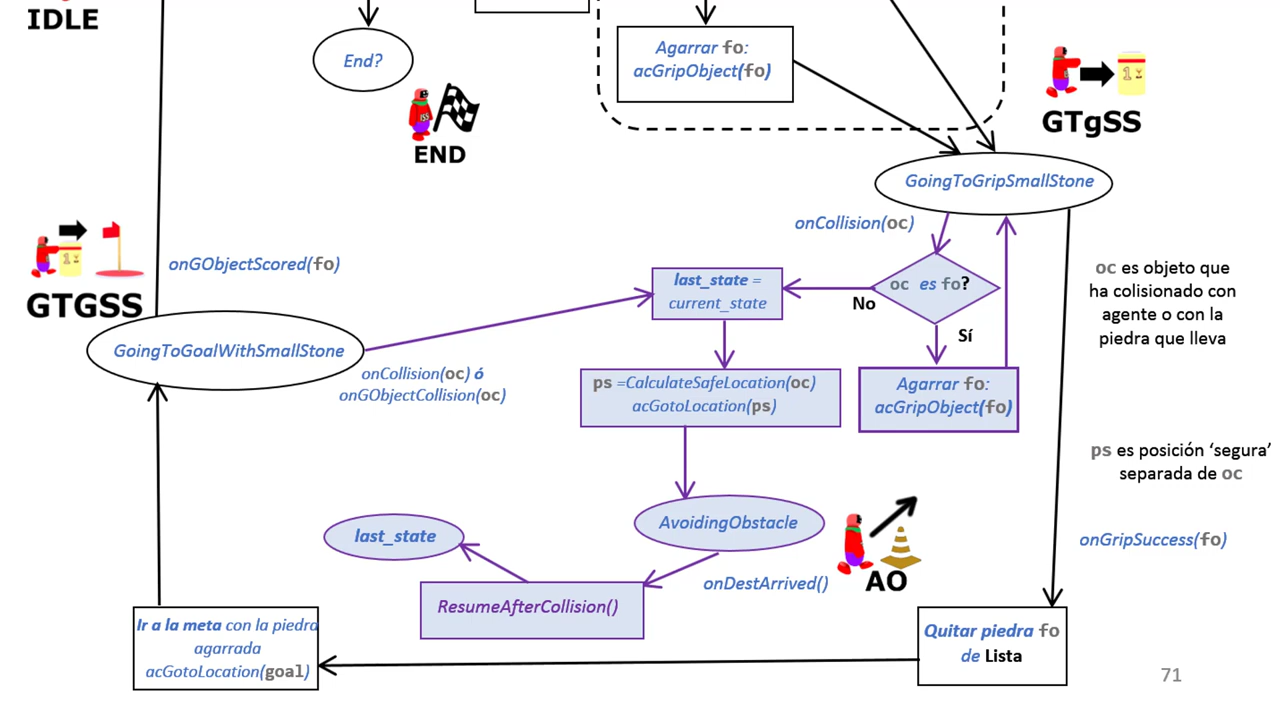 IDLE
End?
END
Agarrar fo:
acGripObject(fo)
GTgSS
GoingToGripSmallStone
onCollision(oc)
GTGSS
onGObjectScored(fo)
last_state =
current_state
oc es fo?
No
Sí
oc es objeto que
ha colisionado con
agente o con la
piedra que lleva
GoingToGoalWithSmallStone
onCollision(oc) ó
onGObjectCollision(oc)
ps =CalculateSafeLocation(oc)
acGotoLocation(ps)
Agarrar fo:
acGripObject(fo)
ps es posición ‘segura’
separada de oc
AvoidingObstacle
last_state
onGripSuccess(fo)
AO
onDestArrived()
ResumeAfterCollision()
Ir a la meta con la piedra
agarrada
acGotoLocation(goal)
Quitar piedra fo
de Lista
71